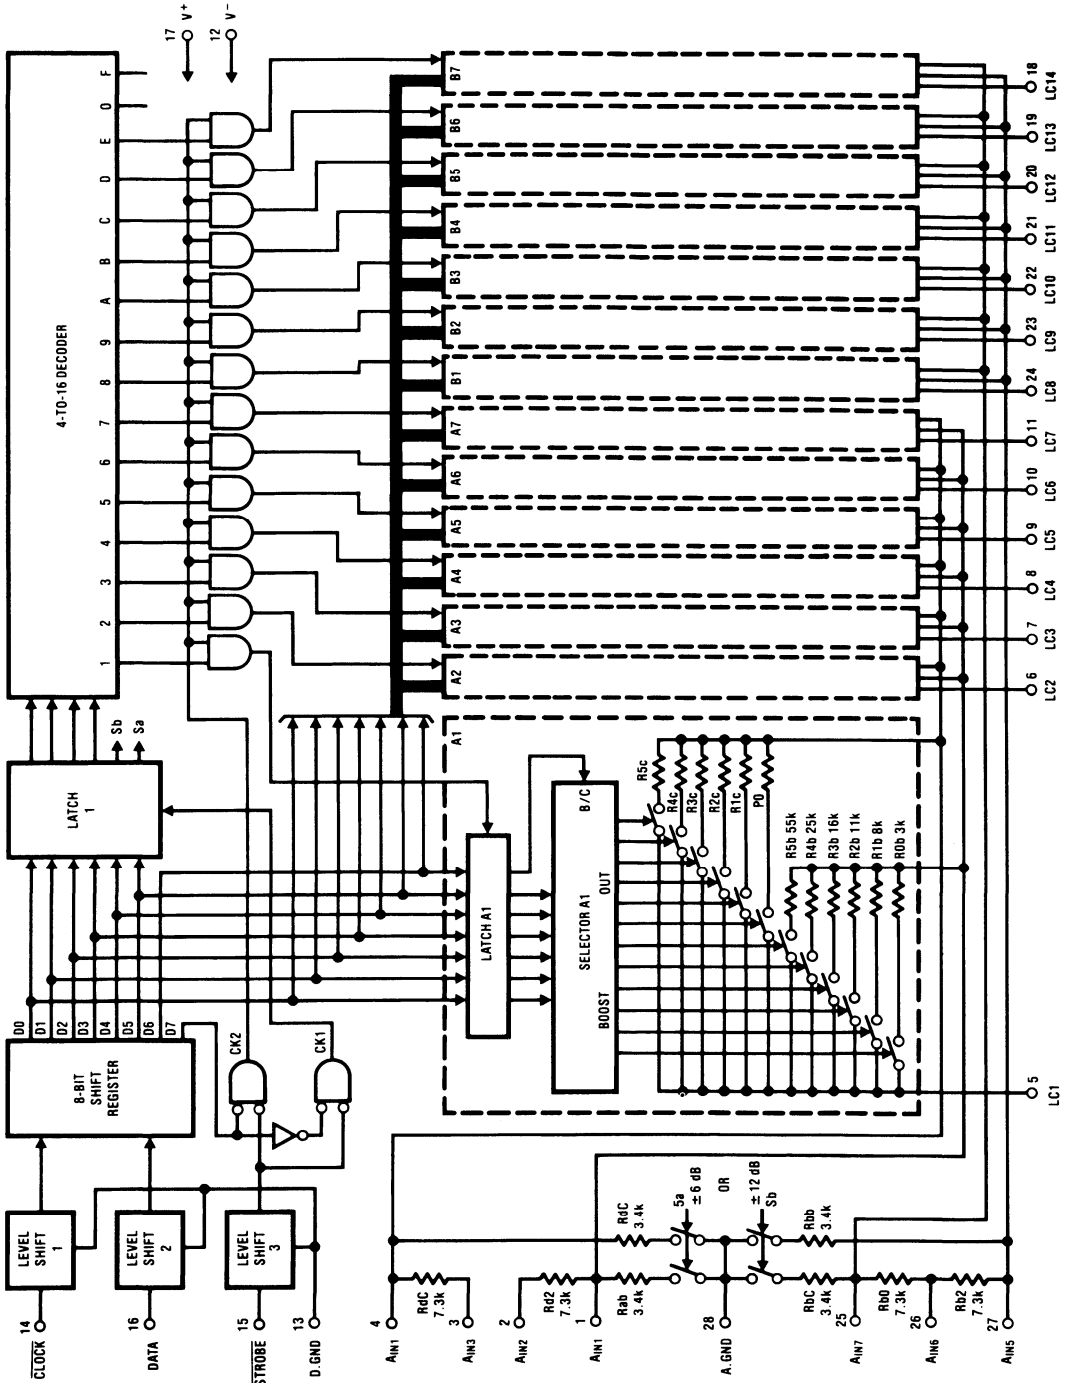 V+
17
V−
12
4-TO-16 DECODER
1
2
3
4
5
6
7
8
9
A
B
C
D
E
O
F
Sb
Sa
LATCH
1
D0
D1
D2
D3
D4
D5
D6
D7
8-BIT
SHIFT
REGISTER
CK2
CK1
LEVEL
SHIFT
1
LEVEL
SHIFT
2
LEVEL
SHIFT
3
14
CLOCK
16
DATA
15
STROBE
13
D.GND
A1
A2
A3
A4
A5
A6
A7
B1
B2
B3
B4
B5
B6
B7
LATCH A1
SELECTOR A1
B/C
OUT
BOOST
R5c
R4c
R3c
R2c
R1c
PO
R5b 55k
R4b 25k
R3b 16k
R2b 11k
R1b 8k
R0b 3k
5
LC1
6
LC2
7
LC3
8
LC4
9
LC5
10
LC6
11
LC7
24
LC8
23
LC9
22
LC10
21
LC11
20
LC12
19
LC13
18
LC14
4
AIN1
RdC
7.3k
3
AIN3
2
AIN2
Rd2
7.3k
1
AIN1
RdC
3.4k
Rab
3.4k
5a
± 6 dB
OR
± 12 dB
Sb
28
A.GND
Rbb
3.4k
RbC
3.4k
25
AIN7
Rb0
7.3k
26
AIN6
Rb2
7.3k
27
AIN5